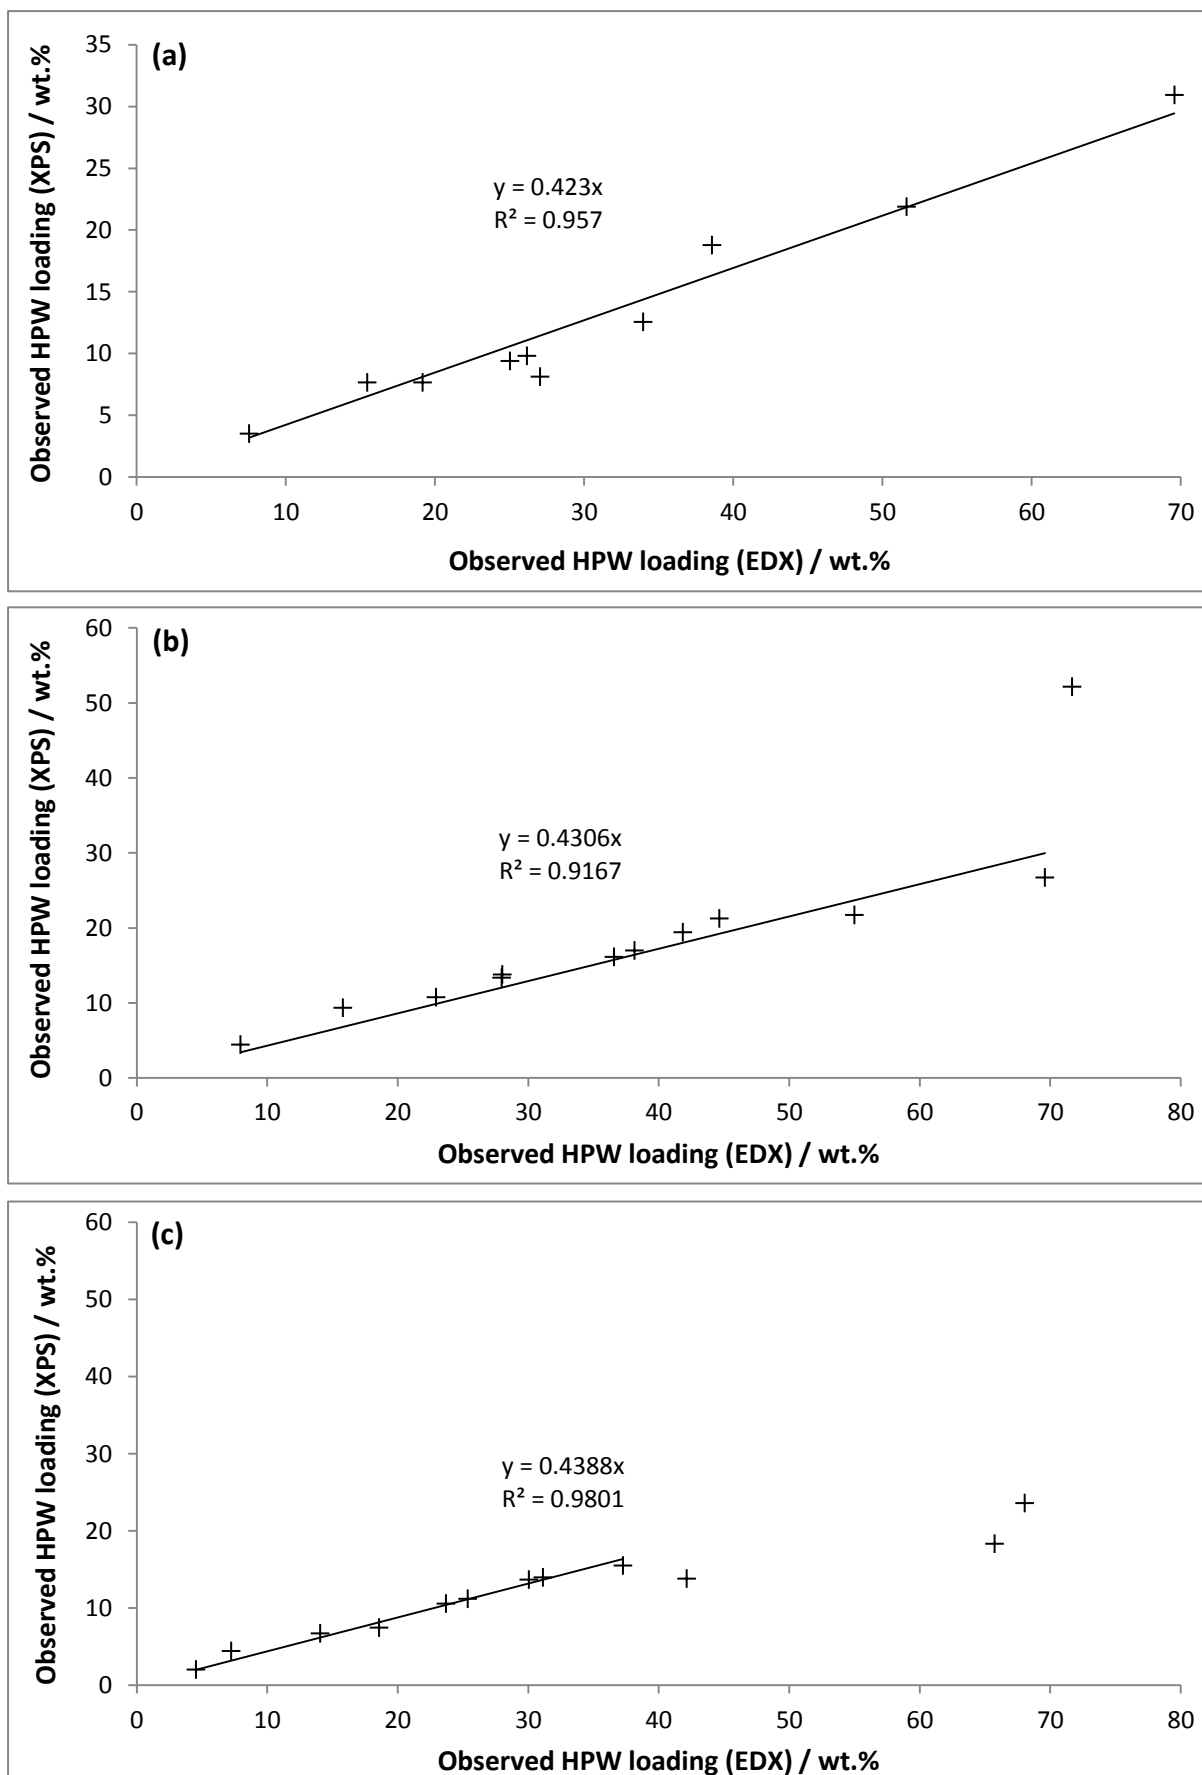 (a)
Observed HPW loading (XPS) / wt.%
35
30
25
20
15
10
5
0
y = 0.423x
R² = 0.957
0 10 20 30 40 50 60 70
Observed HPW loading (EDX) / wt.%
(b)
Observed HPW loading (XPS) / wt.%
60
50
40
30
20
10
0
y = 0.4306x
R² = 0.9167
0 10 20 30 40 50 60 70 80
Observed HPW loading (EDX) / wt.%
(c)
Observed HPW loading (XPS) / wt.%
60
50
40
30
20
10
0
y = 0.4388x
R² = 0.9801
0 10 20 30 40 50 60 70 80
Observed HPW loading (EDX) / wt.%